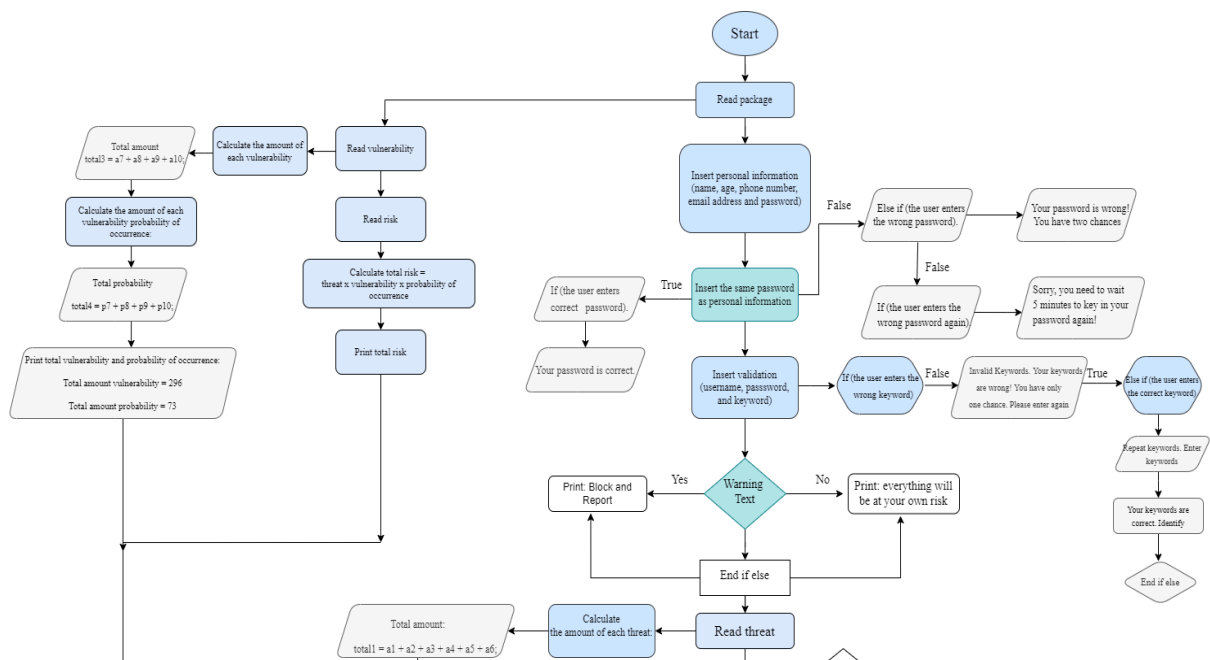 Start
Read package
Total amount
total3 = a7 + a8 + a9 + a10;
Calculate the amount of
each vulnerability
Read vulnerability
Insert personal information
(name, age, phone number,
email address and password)
False
Else if (the user enters
the wrong password).
Your password is wrong!
You have two chances
Calculate the amount of each
vulnerability probability of
occurrence:
Read risk
False
Total probability
total4 = p7 + p8 + p9 + p10;
Calculate total risk =
threat x vulnerability x probability of
occurrence
If (the user enters
correct password).
True
Insert the same password
as personal information
If (the user enters the
wrong password again)
Sorry, you need to wait
5 minutes to key in your
password again!
Print total vulnerability and probability of occurrence:
Total amount vulnerability = 296
Total amount probability = 73
Print total risk
Your password is correct.
Insert validation
(username, passsword,
and keyword)
If (the user enters the
wrong keyword)
False
Invalid Keywords. Your keywords
are wrong! You have only
one chance. Please enter again
True
Else if (the user enters
the correct keyword)
Repeat keywords. Enter
keywords
Print: Block and
Report
Yes
Warning
Text
No
Print: everything will
be at your own risk
Your keywords are
correct. Identify
End if else
End if else
Total amount:
total1 = a1 + a2 + a3 + a4 + a5 + a6;
Calculate
the amount of each threat:
Read threat